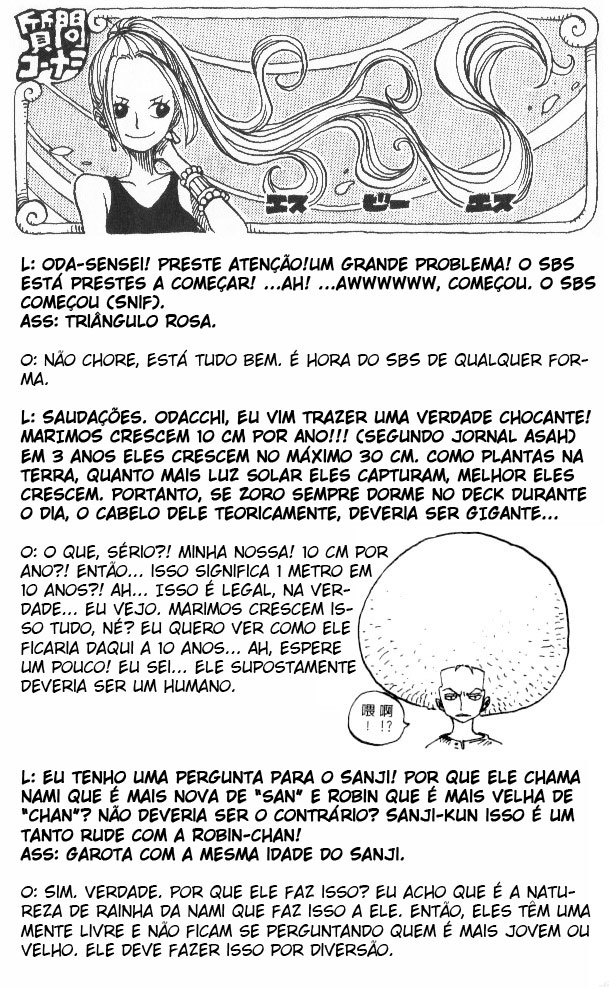 質問
コーナー
エス ビー エス
L: ODA-SENSEI! PRESTE ATENÇÃO!UM GRANDE PROBLEMA! O SBS
ESTÁ PRESTES A COMEÇAR! ...AH! ...AWWWWWW, COMEÇOU. O SBS
COMEÇOU (SNIF).
ASS: TRIÂNGULO ROSA.
O: NÃO CHORE, ESTÁ TUDO BEM. É HORA DO SBS DE QUALQUER FOR-
MA.
L: SAUDAÇÕES. ODACCHI, EU VIM TRAZER UMA VERDADE CHOCANTE!
MARIMOS CRESCEM 10 CM POR ANO!!! (SEGUNDO JORNAL ASAH)
EM 3 ANOS ELES CRESCEM NO MÁXIMO 30 CM. COMO PLANTAS NA
TERRA, QUANTO MAIS LUZ SOLAR ELES CAPTURAM, MELHOR ELES
CRESCEM. PORTANTO, SE ZORO SEMPRE DORME NO DECK DURANTE
O DIA, O CABELO DELE TEORICAMENTE, DEVERIA SER GIGANTE...
O: O QUE, SÉRIO?! MINHA NOSSA! 10 CM POR
ANO?! ENTÃO... ISSO SIGNIFICA 1 METRO EM
10 ANOS?! AH... ISSO É LEGAL, NA VER-
DADE... EU VEJO. MARIMOS CRESCEM IS-
SO TUDO, NÉ? EU QUERO VER COMO ELE
FICARIA DAQUI A 10 ANOS... AH, ESPERE
UM POUCO! EU SEI... ELE SUPOSTAMENTE
DEVERIA SER UM HUMANO.
啊!?
喂!
L: EU TENHO UMA PERGUNTA PARA O SANJI! POR QUE ELE CHAMA
NAMI QUE É MAIS NOVA DE "SAN" E ROBIN QUE É MAIS VELHA DE
"CHAN"? NÃO DEVERIA SER O CONTRÁRIO? SANJI-KUN ISSO É UM
TANTO RUDE COM A ROBIN-CHAN!
ASS: GAROTA COM A MESMA IDADE DO SANJI.
O: SIM. VERDADE. POR QUE ELE FAZ ISSO? EU ACHO QUE É A NATU-
REZA DE RAINHA DA NAMI QUE FAZ ISSO A ELE. ENTÃO, ELES TÊM UMA
MENTE LIVRE E NÃO FICAM SE PERGUNTANDO QUEM É MAIS JOVEM OU
VELHO. ELE DEVE FAZER ISSO POR DIVERSÃO.